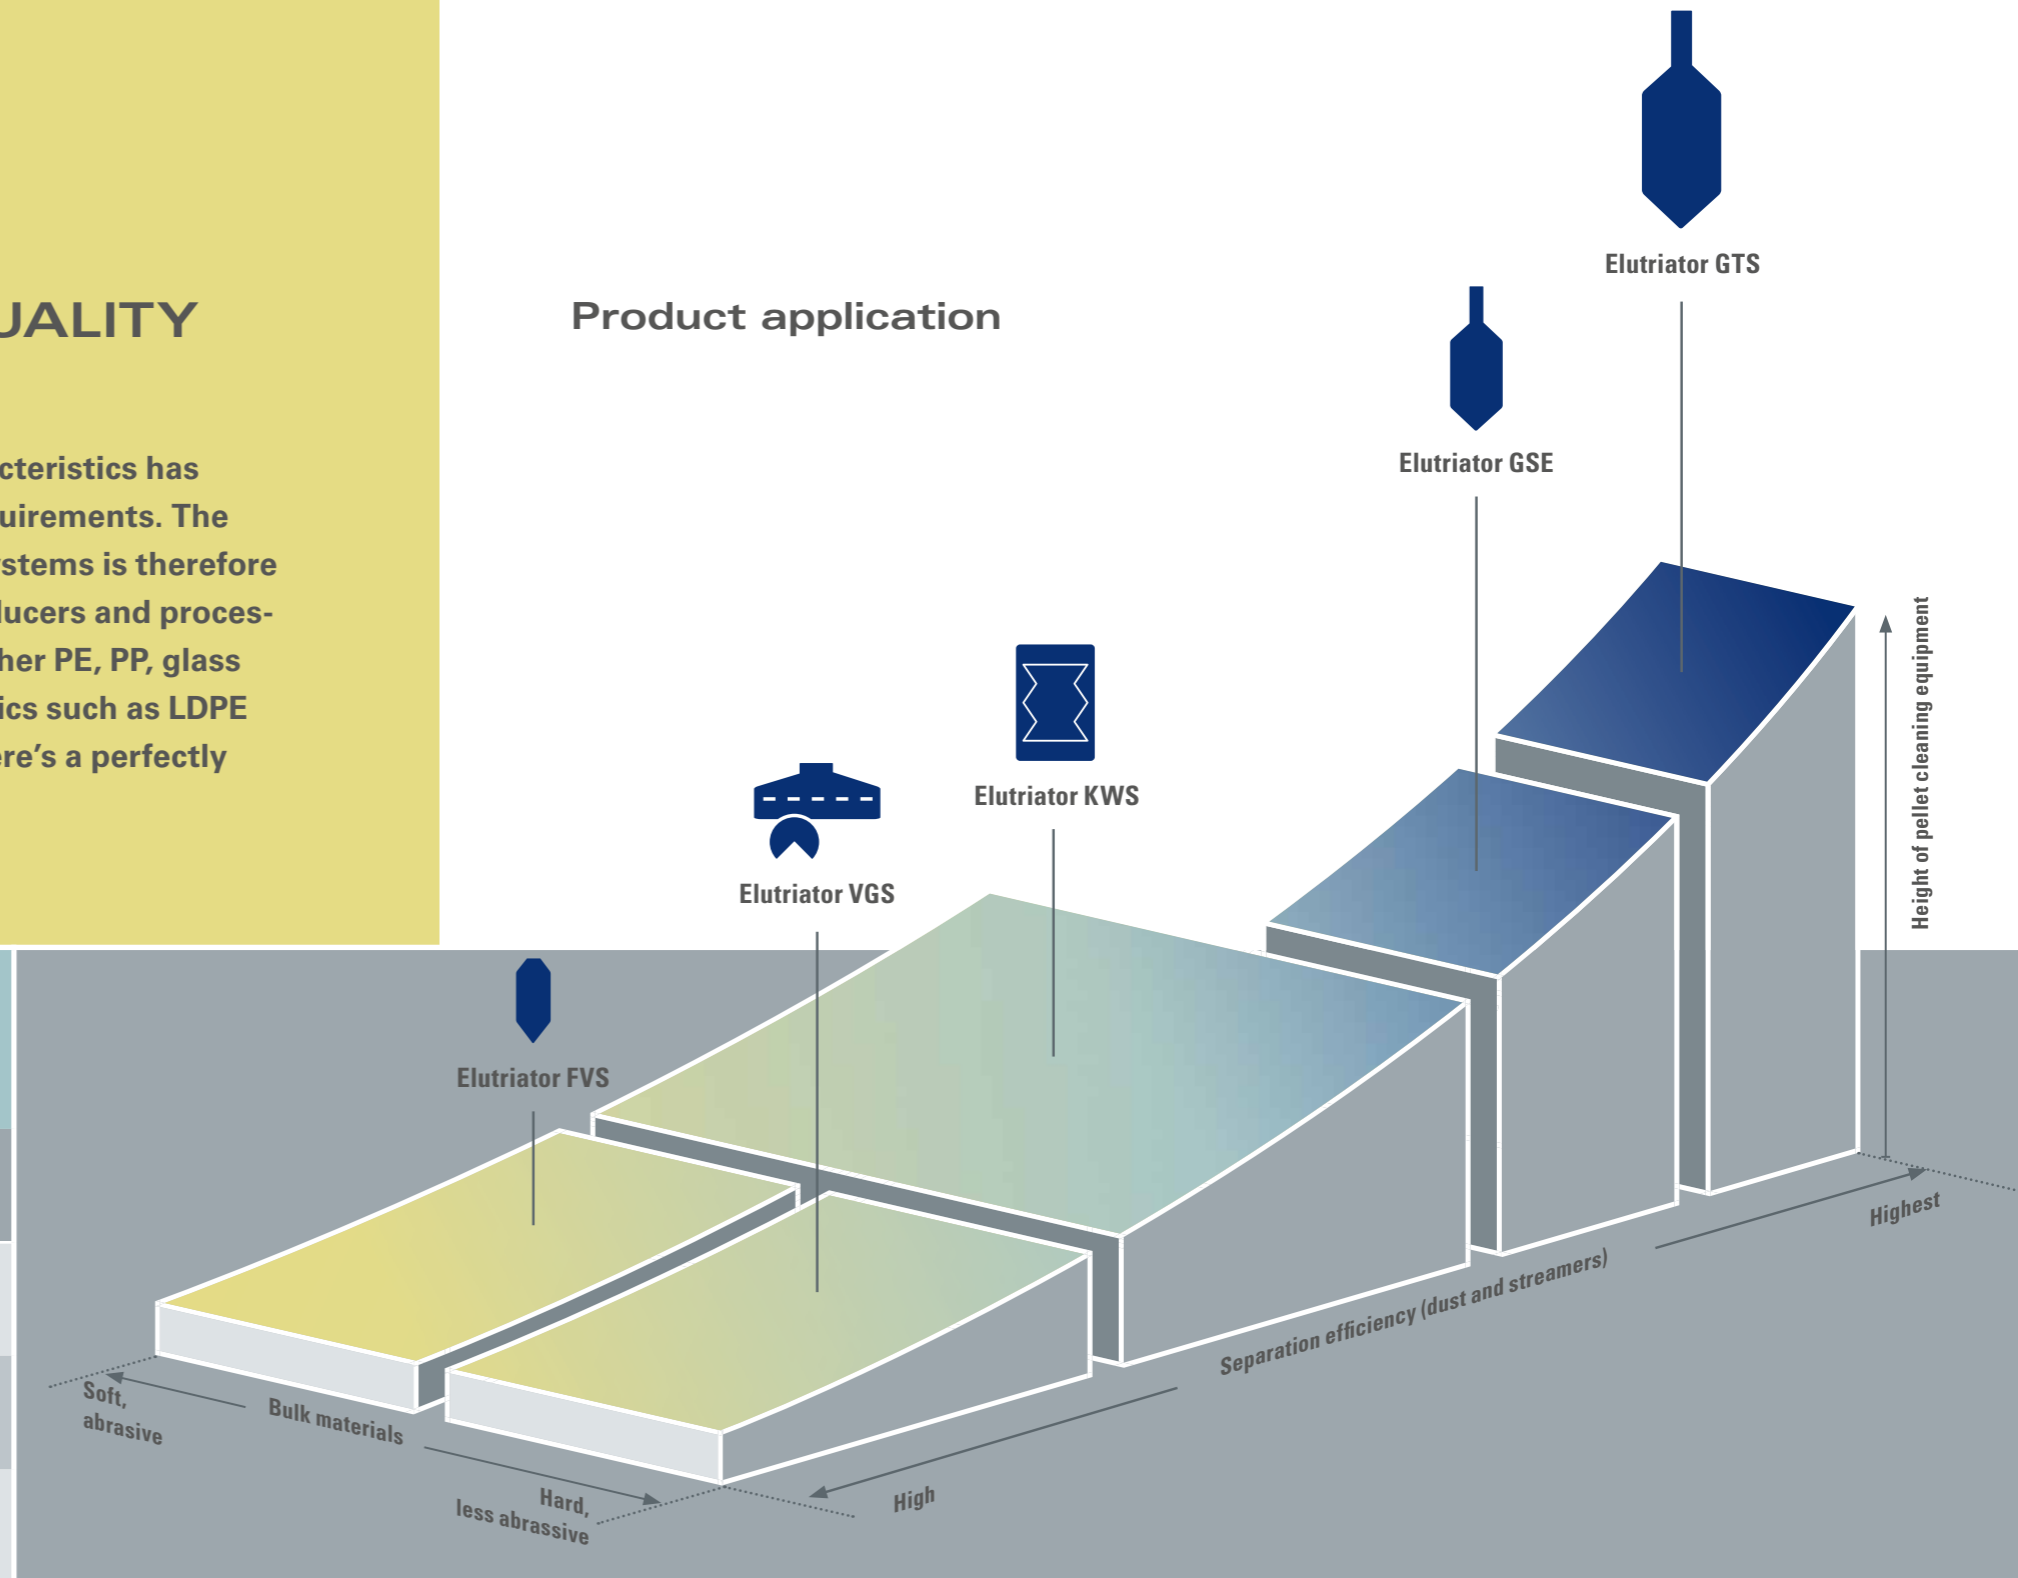 UALITY
cteristics has
uirements. The
stems is therefore
ducers and proces-
her PE, PP, glass
ics such as LDPE
ere's a perfectly
Product application
Elutriator GTS
Elutriator GSE
Elutriator KWS
Elutriator VGS
Elutriator FVS
Height of pellet cleaning equipment
Soft,
abrasive
Bulk materials
Hard,
less abrassive
High
Separation efficiency (dust and streamers)
Highest